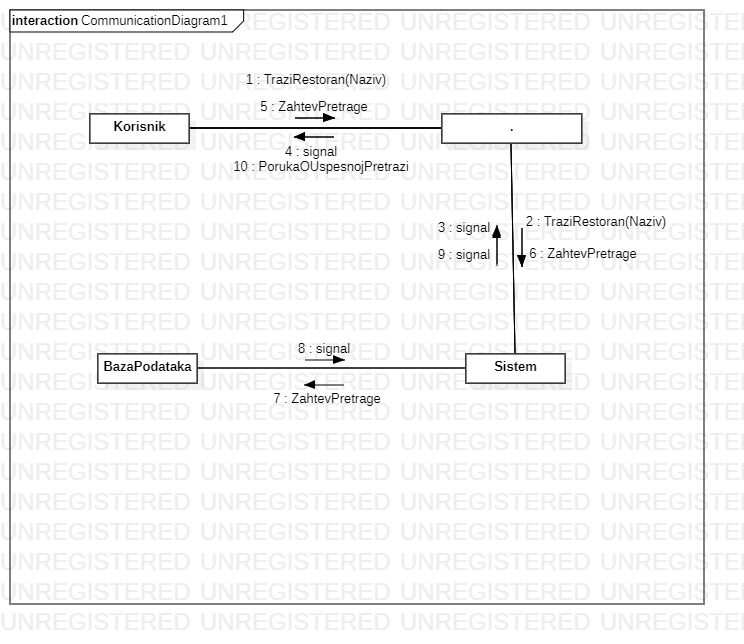 interaction CommunicationDiagram1
1 : TraziRestoran(Naziv)
5 : ZahtevPretrage
Korisnik
.
4 : signal
10 : PorukaOUspesnojPretrazi
3 : signal
2 : TraziRestoran(Naziv)
9 : signal
6 : ZahtevPretrage
8 : signal
BazaPodataka
Sistem
7 : ZahtevPretrage
UNREGISTERED UNREGISTERED UNREGISTERED UNREGISTERED